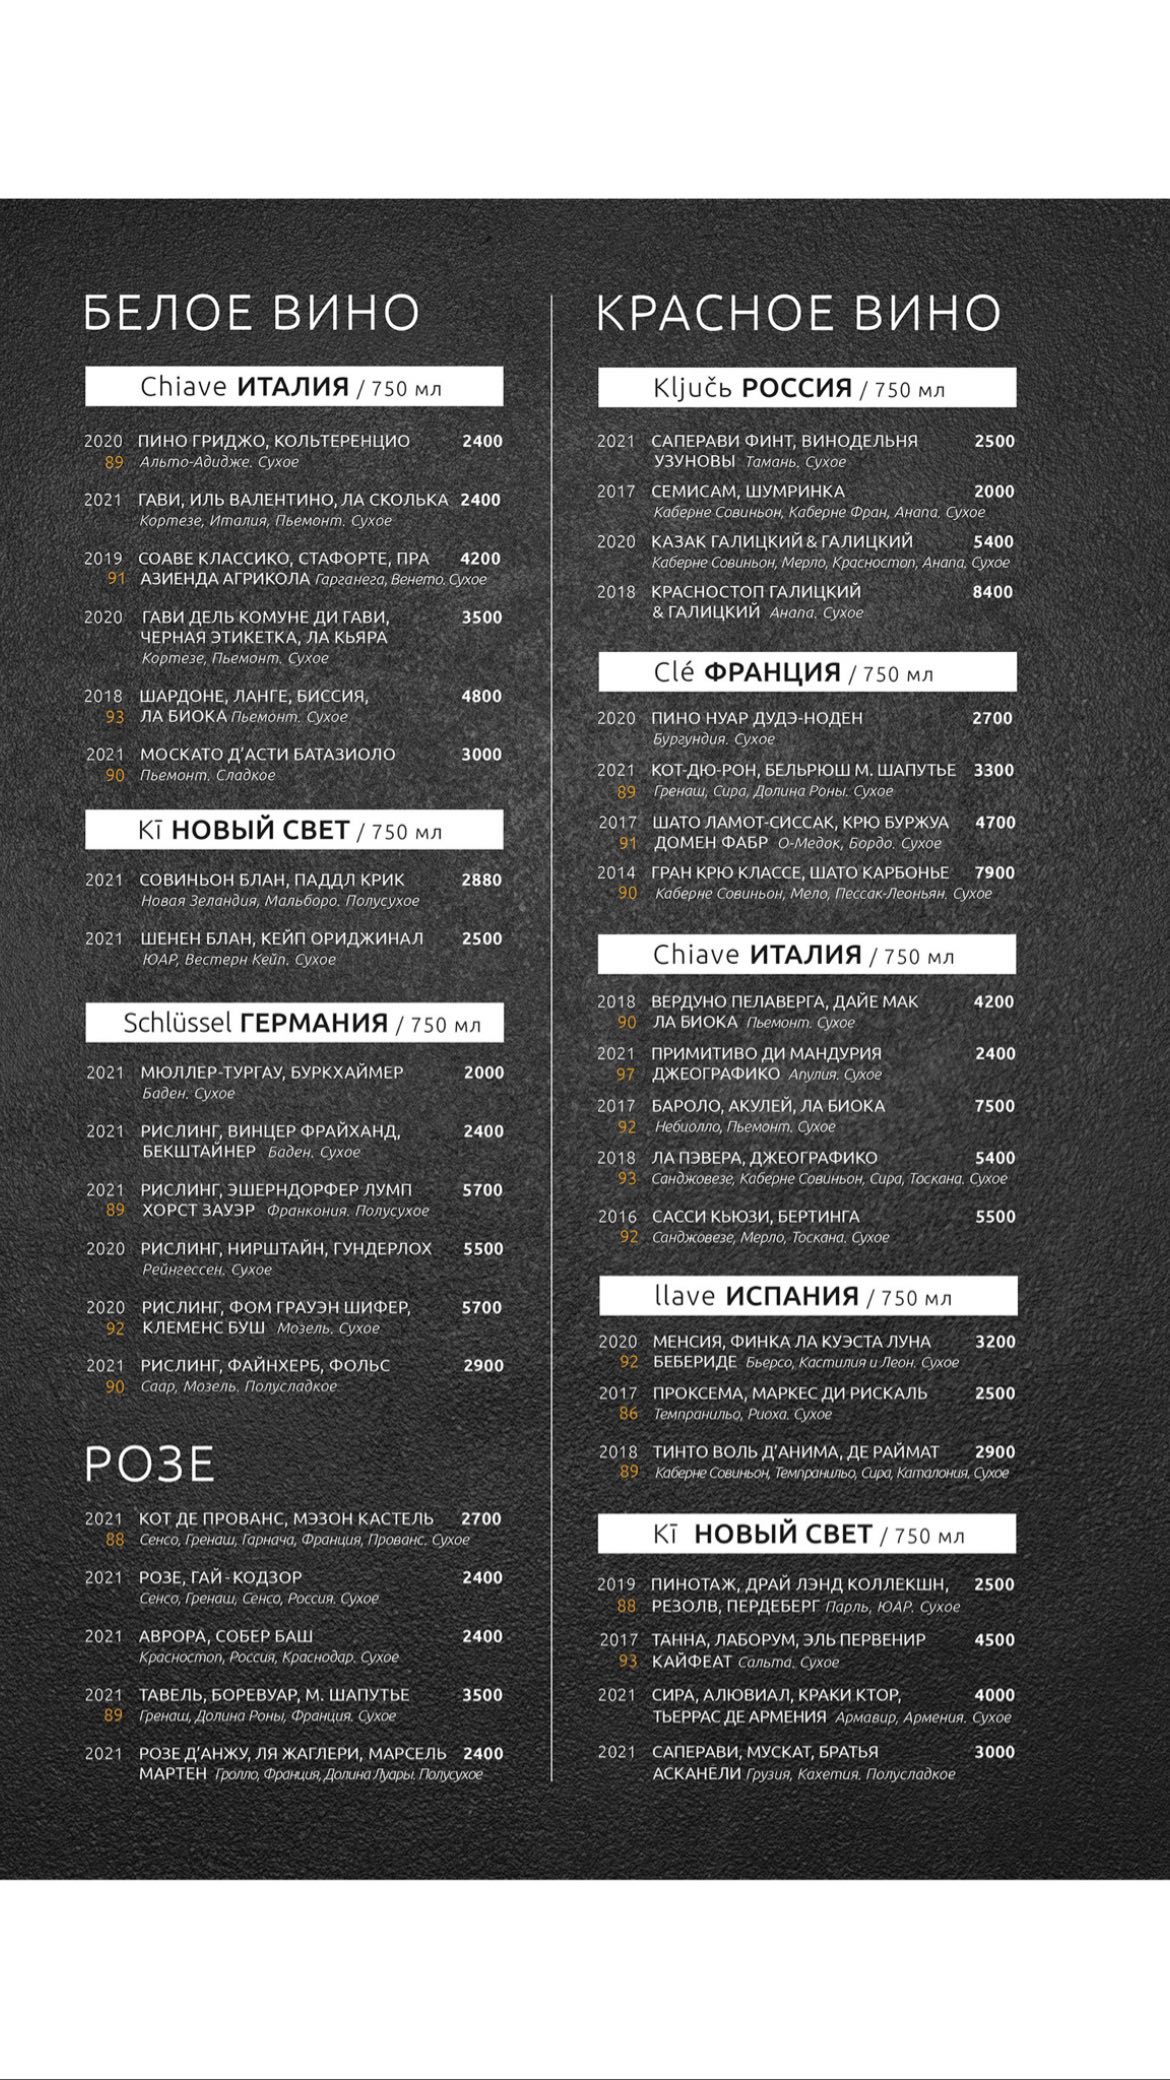 БЕЛОЕ ВИНО
Chiave ИТАЛИЯ / 750 мл
2020 ПИНО ГРИДЖО, КОЛЬТЕРЕНЦИО 2400
89 Альто-Адидже. Сухое
2021 ГАВИ, ИЛЬ ВАЛЕНТИНО, ЛА СКОЛЬКА 2400
Кортезе, Италия, Пьемонт. Сухое
2019 СОАВЕ КЛАССИКО, СТАФОРТЕ, ПРА 4200
91 АЗИЕНДА АГРИКОЛА Гарганега, Венето. Сухое
2020 ГАВИ ДЕЛЬ КОМУНЕ ДИ ГАВИ, 3500
ЧЕРНАЯ ЭТИКЕТКА, ЛА КЬЯРА
Кортезе, Пьемонт. Сухое
2018 ШАРДОНЕ, ЛАНГЕ, БИССИЯ, 4800
93 ЛА БИОКА Пьемонт. Сухое
2021 МОСКАТО Д'АСТИ БАТАЗИОЛО 3000
90 Пьемонт. Сладкое
Kī НОВЫЙ СВЕТ / 750 мл
2021 СОВИНЬОН БЛАН, ПАДДЛ КРИК 2880
Новая Зеландия, Мальборо. Полусухое
2021 ШЕНЕН БЛАН, КЕЙП ОРИДЖИНАЛ 2500
ЮАР, Вестерн Кейп. Сухое
Schlüssel ГЕРМАНИЯ / 750 мл
2021 МЮЛЛЕР-ТУРГАУ, БУРКХАЙМЕР 2000
Баден. Сухое
2021 РИСЛИНГ, ВИНЦЕР ФРАЙХАНД, 2400
БЕКШТАЙНЕР Баден. Сухое
2021 РИСЛИНГ, ЭШЕРНДОРФЕР ЛУМП 5700
89 ХОРСТ ЗАУЭР Франкония. Полусухое
2020 РИСЛИНГ, НИРШТАЙН, ГУНДЕРЛОХ 5500
Рейнгессен. Сухое
2020 РИСЛИНГ, ФОМ ГРАУЭН ШИФЕР, 5700
92 КЛЕМЕНС БУШ Мозель. Сухое
2021 РИСЛИНГ, ФАЙНХЕРБ, ФОЛЬС 2900
90 Саар, Мозель. Полусладкое
РОЗЕ
2021 КОТ ДЕ ПРОВАНС, МЭЗОН КАСТЕЛЬ 2700
88 Сенсо, Гренаш, Гарнача, Франция, Прованс. Сухое
2021 РОЗЕ, ГАЙ-КОДЗОР 2400
Сенсо, Гренаш, Сенсо, Россия. Сухое
2021 АВРОРА, СОБЕР БАШ 2400
Красностоп, Россия, Краснодар. Сухое
2021 ТАВЕЛЬ, БОРЕВУАР, М. ШАПУТЬЕ 3500
89 Гренаш, Долина Роны, Франция. Сухое
2021 РОЗЕ Д'АНЖУ, ЛЯ ЖАГЛЕРИ, МАРСЕЛЬ 2400
МАРТЕН Гролло, Франция, Долина Луары. Полусухое
КРАСНОЕ ВИНО
Ključь РОССИЯ / 750 мл
2021 САПЕРАВИ ФИНТ, ВИНОДЕЛЬНЯ 2500
УЗУНОВЫ Тамань. Сухое
2017 СЕМИСАМ, ШУМРИНКА 2000
Каберне Совиньон, Каберне Фран, Анапа. Сухое
2020 КАЗАК ГАЛИЦКИЙ & ГАЛИЦКИЙ 5400
Каберне Совиньон, Мерло, Красностоп, Анапа. Сухое
2018 КРАСНОСТОП ГАЛИЦКИЙ 8400
& ГАЛИЦКИЙ Анапа. Сухое
Clé ФРАНЦИЯ / 750 мл
2020 ПИНО НУАР ДУДЭ-НОДЕН 2700
Бургундия. Сухое
2021 КОТ-ДЮ-РОН, БЕЛЬРЮШ М. ШАПУТЬЕ 3300
89 Гренаш, Сира, Долина Роны. Сухое
2017 ШАТО ЛАМОТ-СИССАК, КРЮ БУРЖУА 4700
91 ДОМЕН ФАБР О-Медок, Бордо. Сухое
2014 ГРАН КРЮ КЛАССЕ, ШАТО КАРБОНЬЕ 7900
90 Каберне Совиньон, Мело, Пессак-Леоньян. Сухое
Chiave ИТАЛИЯ / 750 мл
2018 ВЕРДУНО ПЕЛАВЕРГА, ДАЙЕ МАК 4200
90 ЛА БИОКА Пьемонт. Сухое
2021 ПРИМИТИВО ДИ МАНДУРИЯ 2400
97 ДЖЕОГРАФИКО Апулия. Сухое
2017 БАРОЛО, АКУЛЕЙ, ЛА БИОКА 7500
92 Небиолло, Пьемонт. Сухое
2018 ЛА ПЭВЕРА, ДЖЕОГРАФИКО 5400
93 Санджовезе, Каберне Совиньон, Сира, Тоскана. Сухое
2016 САССИ КЬЮЗИ, БЕРТИНГА 5500
92 Санджовезе, Мерло, Тоскана. Сухое
llave ИСПАНИЯ / 750 мл
2020 МЕНСИЯ, ФИНКА ЛА КУЭСТА ЛУНА 3200
92 БЕБЕРИДЕ Бьерсо, Кастилия и Леон. Сухое
2017 ПРОКСЕМА, МАРКЕС ДИ РИСКАЛЬ 2500
86 Темпранильо, Риоха. Сухое
2018 ТИНТО ВОЛЬ Д'АНИМА, ДЕ РАЙМАТ 2900
89 Каберне Совиньон, Темпранильо, Сира, Каталония. Сухое
Kī НОВЫЙ СВЕТ / 750 мл
2019 ПИНОТАЖ, ДРАЙ ЛЭНД КОЛЛЕКШН, 2500
88 РЕЗОЛВ, ПЕРДЕБЕРГ Парль, ЮАР. Сухое
2017 ТАННА, ЛАБОРУМ, ЭЛЬ ПЕРВЕНИР 4500
93 КАЙФЕАТ Сальта. Сухое
2021 СИРА, АЛЮВИАЛ, КРАКИ КТОР, 4000
ТЬЕРРАС ДЕ АРМЕНИЯ Армавир, Армения. Сухое
2021 САПЕРАВИ, МУСКАТ, БРАТЬЯ 3000
АСКАНЕЛИ Грузия, Кахетия. Полусладкое